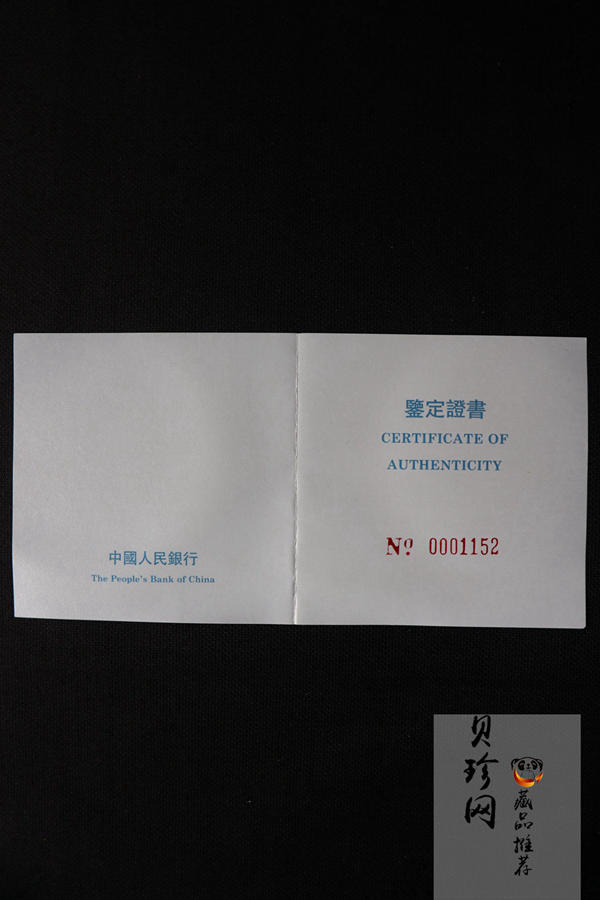 中國人民銀行
The People's Bank of China
鑒定證書
CERTIFICATE OF
AUTHENTICITY
Nº 0001152
贝珍网
藏品推荐